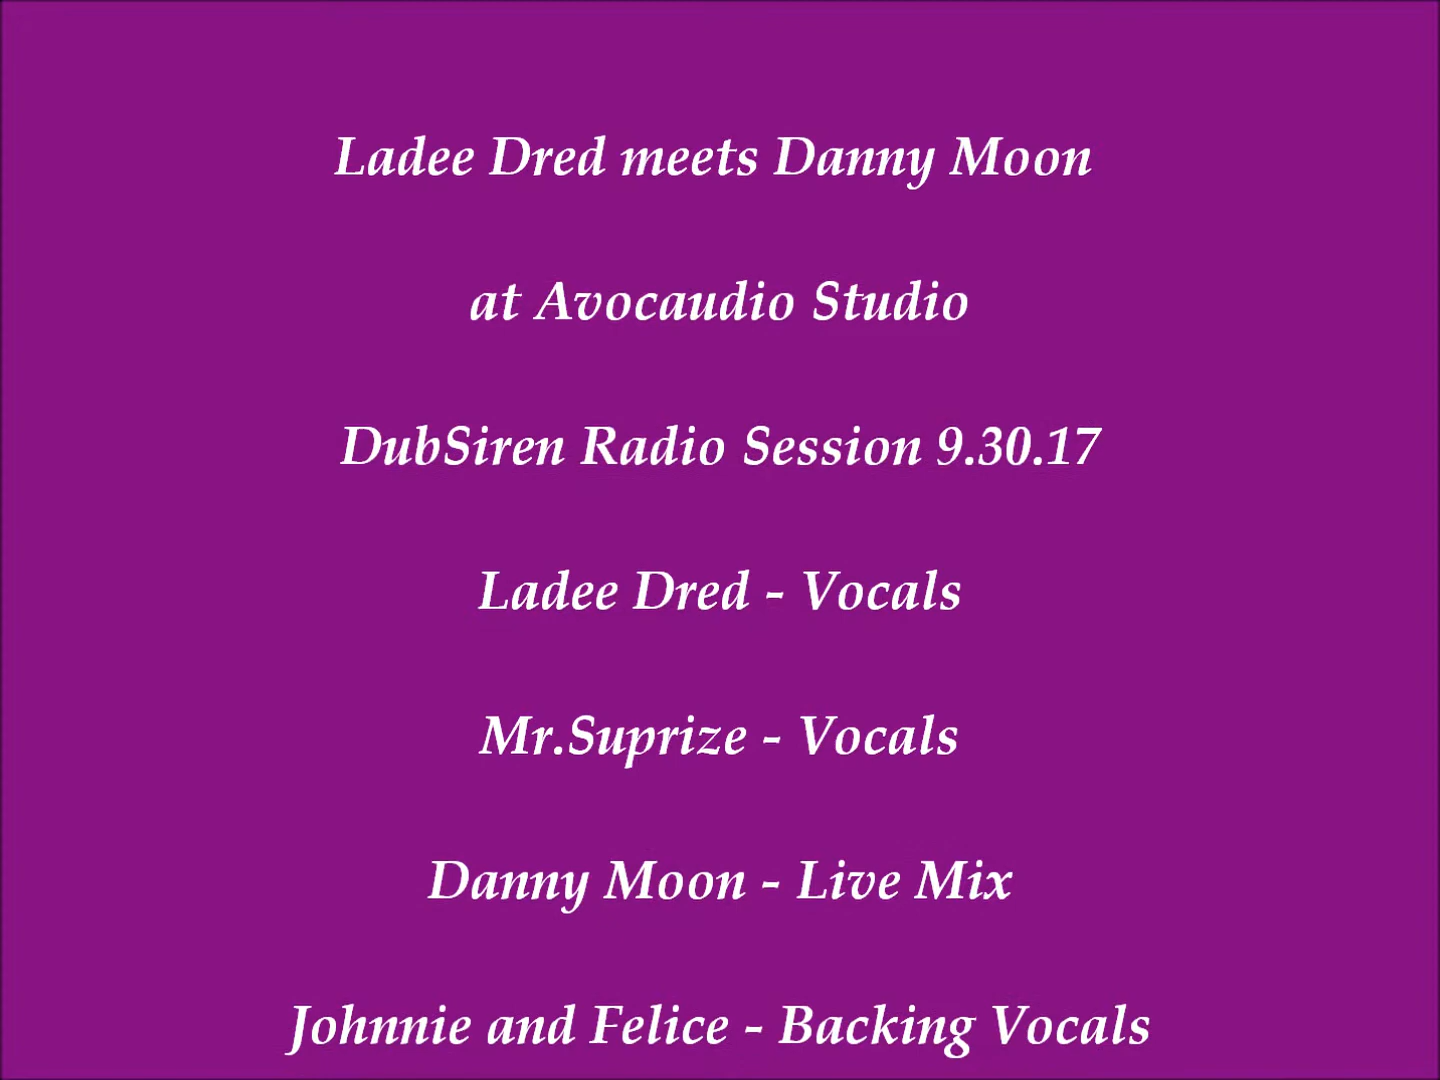 Ladee Dred meets Danny Moon
at Avocaudio Studio
DubSiren Radio Session 9.30.17
Ladee Dred - Vocals
Mr.Suprize - Vocals
Danny Moon - Live Mix
Johnnie and Felice - Backing Vocals